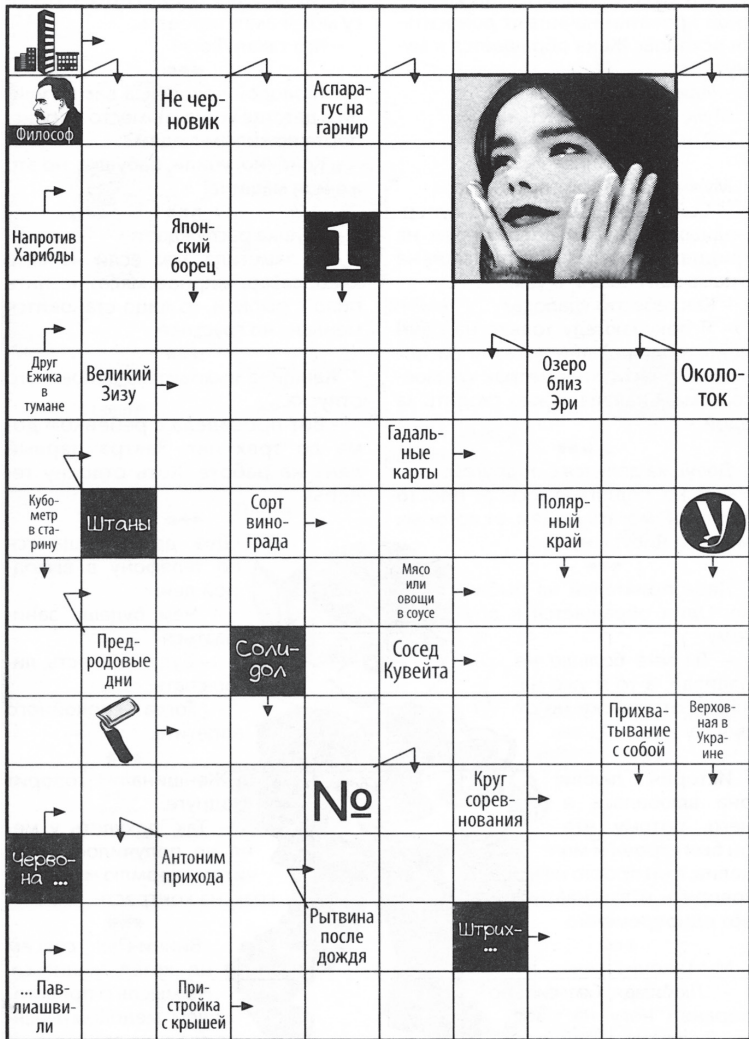 Философ
Не чер-
новик
Аспара-
гус на
гарнир
Напротив
Харибды
Япон-
ский
борец
1
Друг
Ежика
в
тумане
Великий
Зизу
Озеро
близ
Эри
Около-
ток
Гадаль-
ные
карты
Кубо-
метр
в ста-
рину
Штаны
Сорт
вино-
града
Поляр-
ный
край
У
Мясо
или
овощи
в соусе
Пред-
родовые
дни
Соли-
дол
Сосед
Кувейта
Прихва-
тывание
с собой
Верхов-
ная в
Укра-
ине
№
Круг
сорев-
нования
Черво-
на ...
Антоним
прихода
Рытвина
после
дождя
Штрих-
...
... Пав-
лиашви-
ли
При-
стройка
с крышей